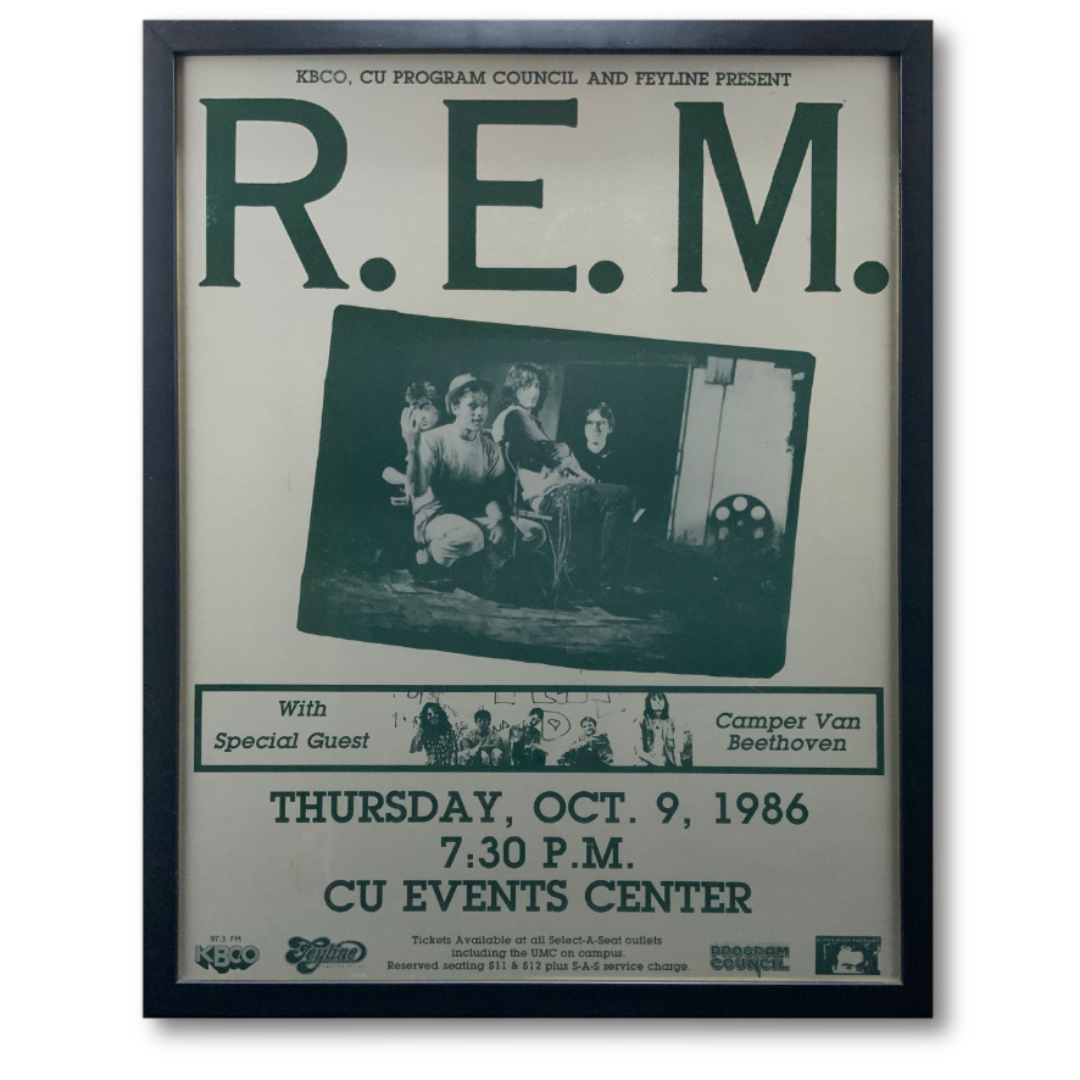 KBCO, CU PROGRAM COUNCIL AND FEYLINE PRESENT
R.E.M.
With
Special Guest
Camper Van
Beethoven
THURSDAY, OCT. 9, 1986
7:30 P.M.
CU EVENTS CENTER
97.3 FM
KBCO
Feyline
Tickets Available at all Select-A-Seat outlets
including the UMC on campus.
Reserved seating $11 & $12 plus S-A-S service charge.
PROGRAM
COUNCIL